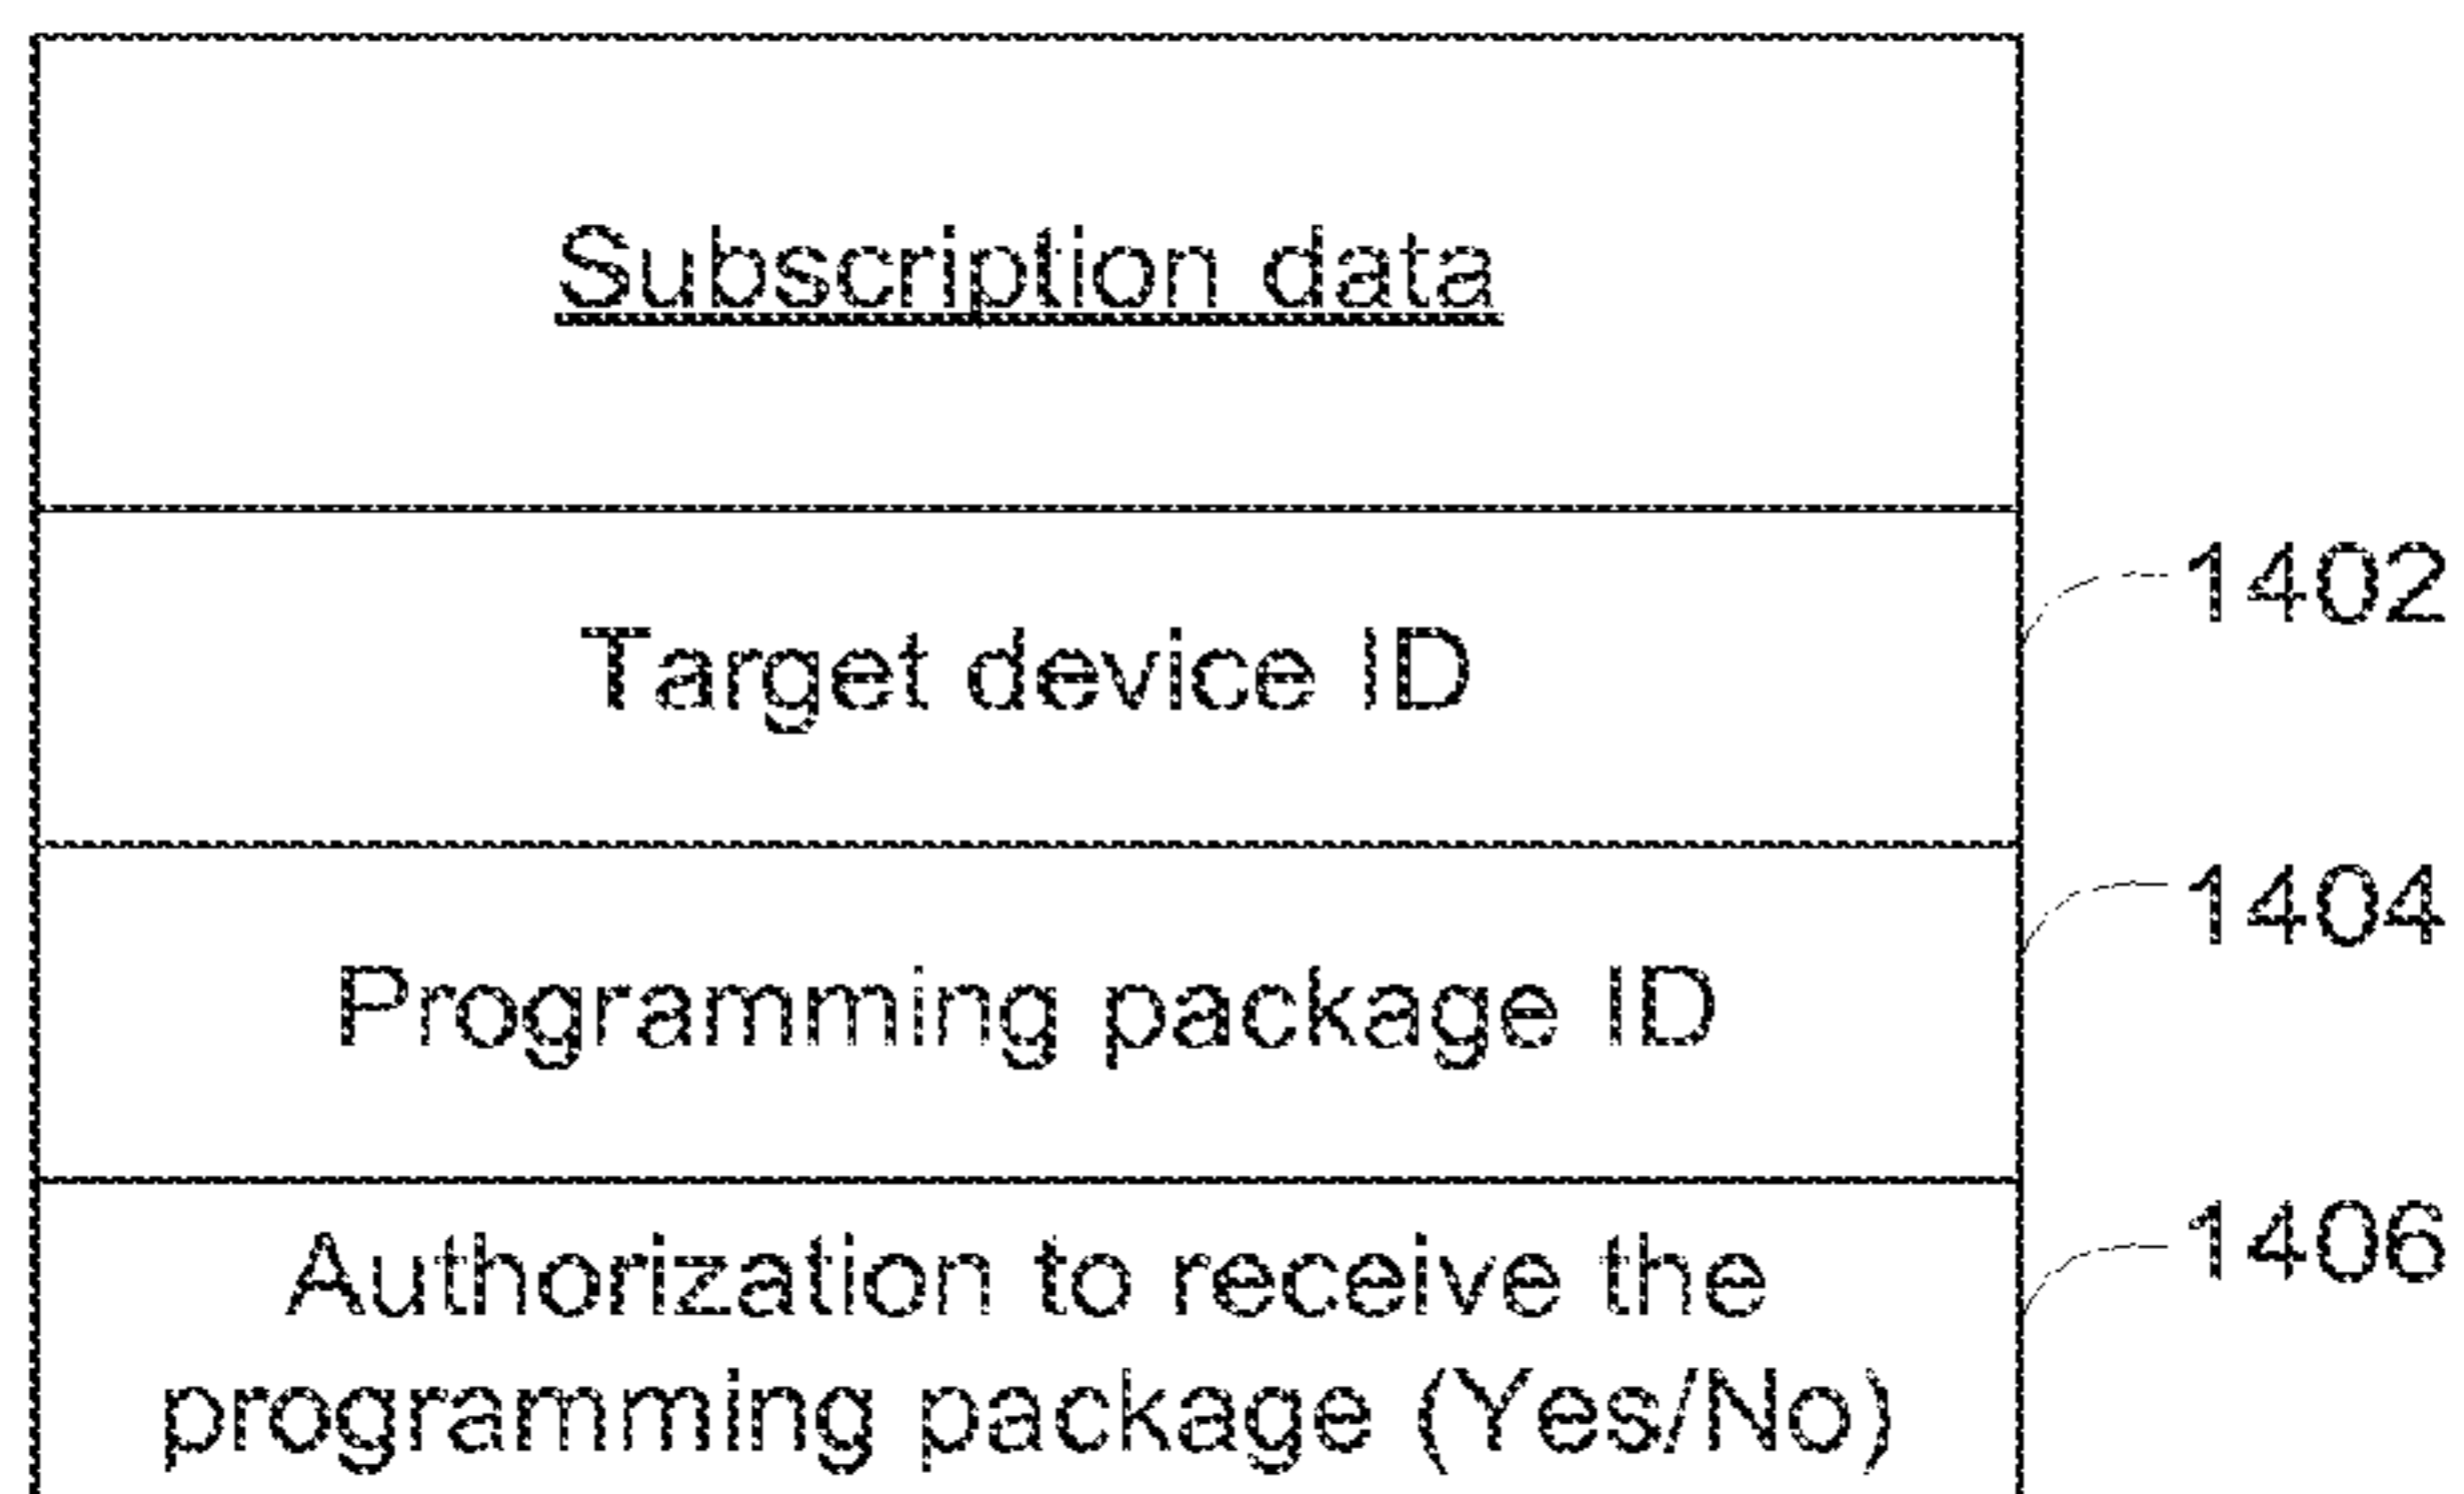 Subscription data
Target device ID
1402
Programming package ID
1404
Authorization to receive the
programming package (Yes/No)
1406